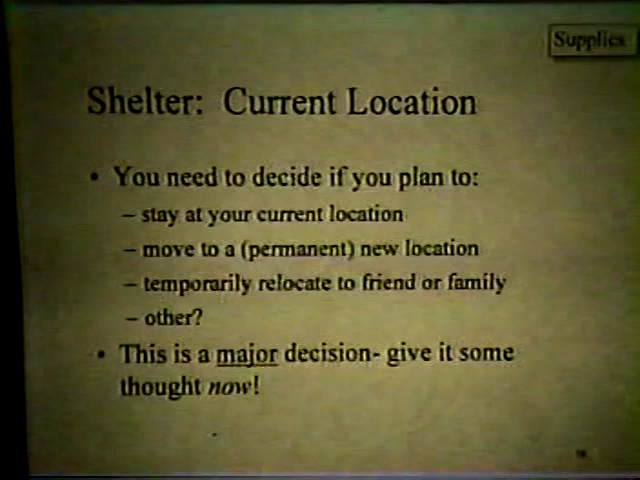 Supplies
Shelter: Current Location
• You need to decide if you plan to:
– stay at your current location
– move to a (permanent) new location
– temporarily relocate to friend or family
– other?
• This is a major decision- give it some
thought now!